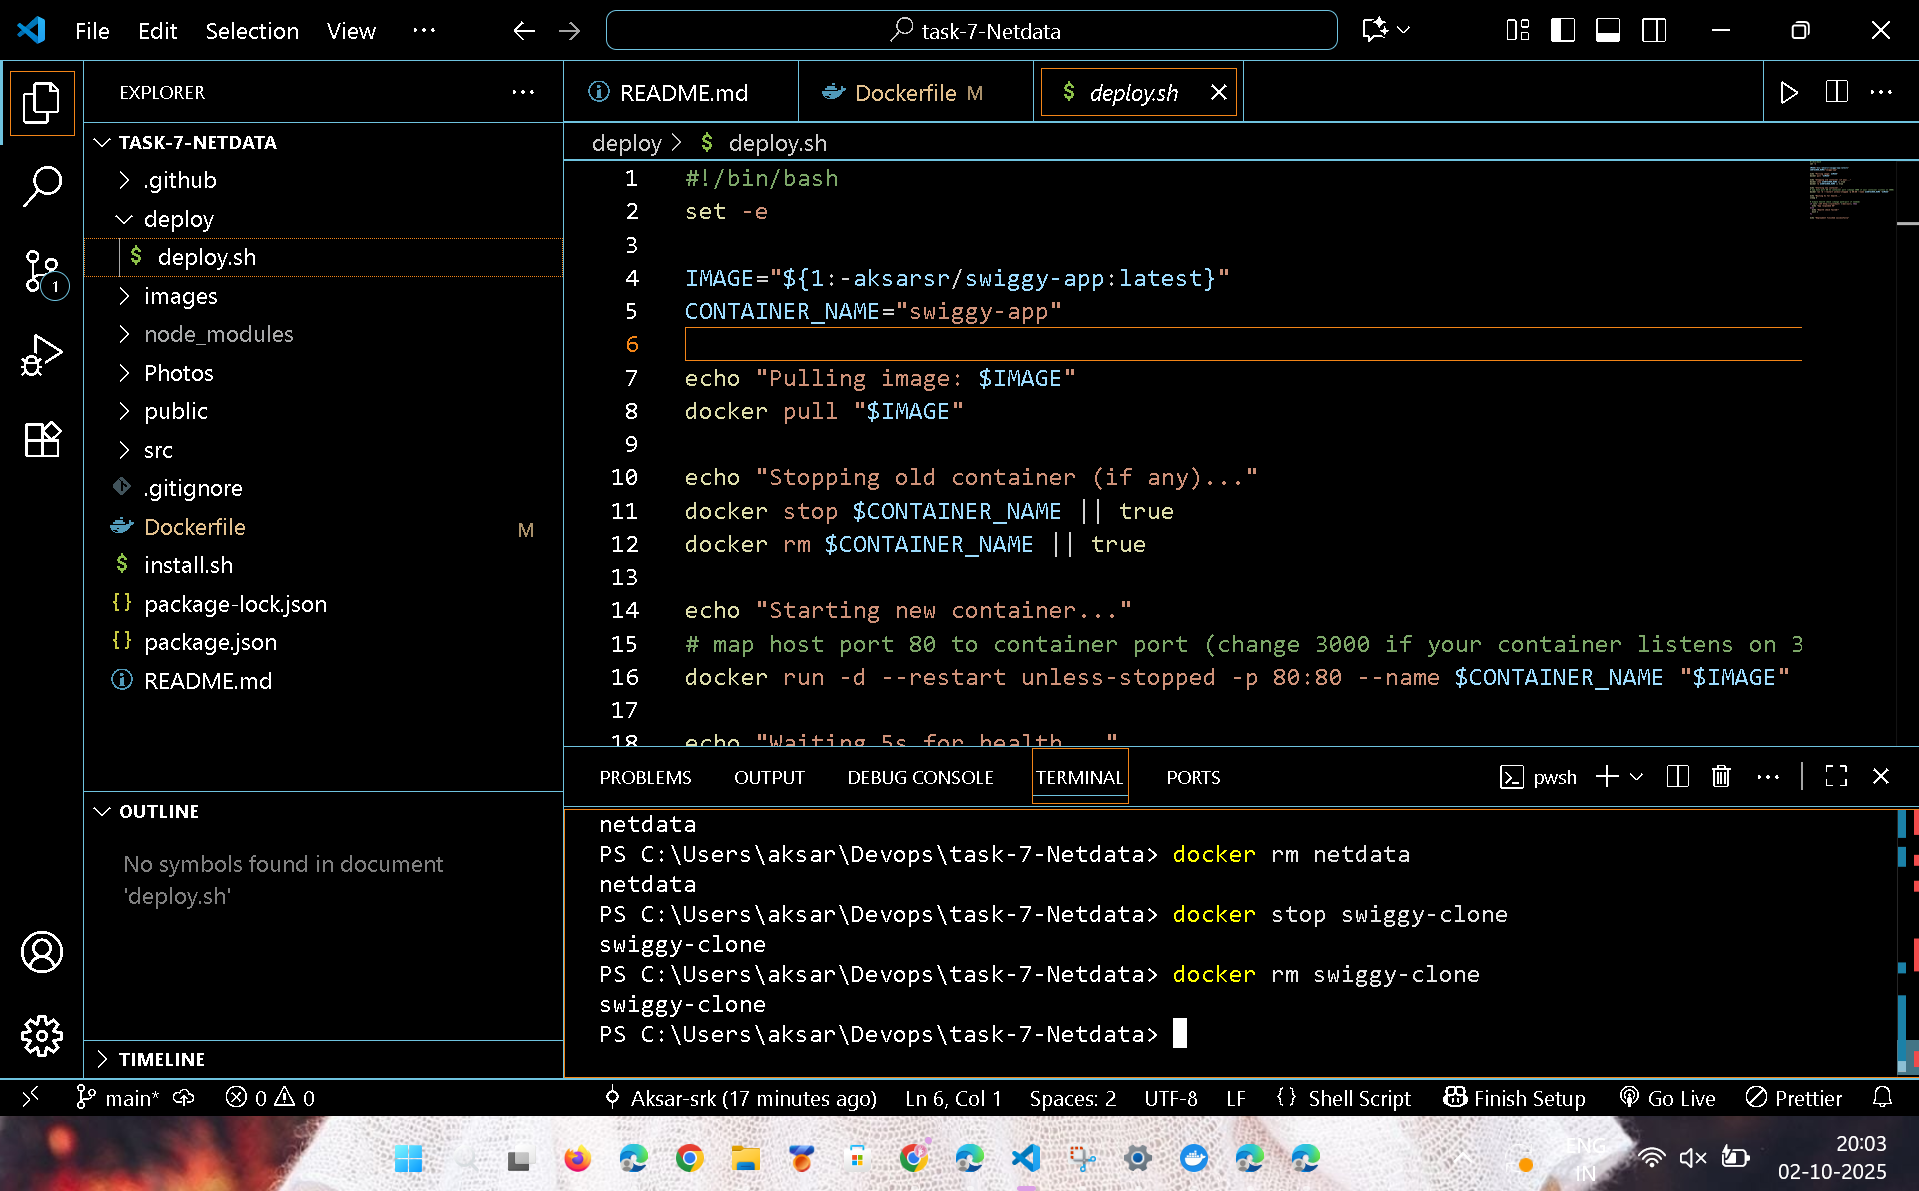 File Edit Selection View ··· task-7-Netdata
EXPLORER
README.md Dockerfile M $ deploy.sh
TASK-7-NETDATA
deploy > $ deploy.sh
.github
deploy
$ deploy.sh
images
node_modules
Photos
public
src
.gitignore
Dockerfile M
$ install.sh
{} package-lock.json
{} package.json
README.md
1
1 #!/bin/bash
2 set -e
3
4 IMAGE="${1:-aksarsr/swiggy-app:latest}"
5 CONTAINER_NAME="swiggy-app"
6
7 echo "Pulling image: $IMAGE"
8 docker pull "$IMAGE"
9
10 echo "Stopping old container (if any)..."
11 docker stop $CONTAINER_NAME || true
12 docker rm $CONTAINER_NAME || true
13
14 echo "Starting new container..."
15 # map host port 80 to container port (change 3000 if your container listens on 3
16 docker run -d --restart unless-stopped -p 80:80 --name $CONTAINER_NAME "$IMAGE"
17
18 echo "Waiting 5s for health..."
OUTLINE
No symbols found in document
'deploy.sh'
TIMELINE
PROBLEMS OUTPUT DEBUG CONSOLE TERMINAL PORTS pwsh
netdata
PS C:\Users\aksar\Devops\task-7-Netdata> docker rm netdata
netdata
PS C:\Users\aksar\Devops\task-7-Netdata> docker stop swiggy-clone
swiggy-clone
PS C:\Users\aksar\Devops\task-7-Netdata> docker rm swiggy-clone
swiggy-clone
PS C:\Users\aksar\Devops\task-7-Netdata>
main* 0 0 Aksar-srk (17 minutes ago) Ln 6, Col 1 Spaces: 2 UTF-8 LF {} Shell Script Finish Setup Go Live Prettier
ENG
IN
20:03
02-10-2025